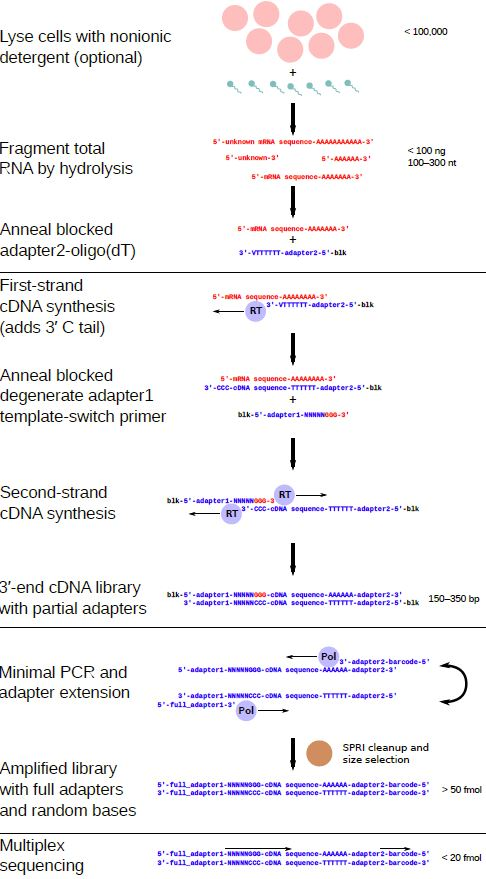 Lyse cells with nonionic
detergent (optional)
< 100,000
+
Fragment total
RNA by hydrolysis
5'-unknown mRNA sequence-AAAAAAAAAAA-3'
5'-unknown-3'
5'-AAAAAA-3'
5'-mRNA sequence-AAAAAAA-3'
< 100 ng
100–300 nt
Anneal blocked
adapter2-oligo(dT)
5'-mRNA sequence-AAAAAAA-3'
+
3'-VTTTTTT-adapter2-5'-blk
First-strand
cDNA synthesis
(adds 3′ C tail)
5'-mRNA sequence-AAAAAAAA-3'
RT
3'-VTTTTTT-adapter2-5'-blk
Anneal blocked
degenerate adapter1
template-switch primer
5'-mRNA sequence-AAAAAAAA-3'
3'-CCC-cDNA sequence-TTTTTT-adapter2-5'-blk
+
blk-5'-adapter1-NNNNNGGG-3'
Second-strand
cDNA synthesis
RT
blk-5'-adapter1-NNNNNGGG-3
RT
3'-CCC-cDNA sequence-TTTTTT-adapter2-5'-blk
3′-end cDNA library
with partial adapters
blk-5'-adapter1-NNNNNGGG-cDNA sequence-AAAAAA-adapter2-3'
3'-adapter1-NNNNNCCC-cDNA sequence-TTTTTT-adapter2-5'-blk
150–350 bp
Minimal PCR and
adapter extension
Pol
3'-adapter2-barcode-5'
5'-adapter1-NNNNNGGG-cDNA sequence-AAAAAA-adapter2-3'
3'-adapter1-NNNNNCCC-cDNA sequence-TTTTTT-adapter2-5'
5'-full_adapter1-3'
Pol
SPRI cleanup and
size selection
Amplified library
with full adapters
and random bases
5'-full_adapter1-NNNNNGGG-cDNA sequence-AAAAAA-adapter2-barcode-5'
3'-full_adapter1-NNNNNCCC-cDNA sequence-TTTTTT-adapter2-barcode-3'
> 50 fmol
Multiplex
sequencing
5'-full_adapter1-NNNNNGGG-cDNA sequence-AAAAAA-adapter2-barcode-5'
3'-full_adapter1-NNNNNCCC-cDNA sequence-TTTTTT-adapter2-barcode-3'
< 20 fmol